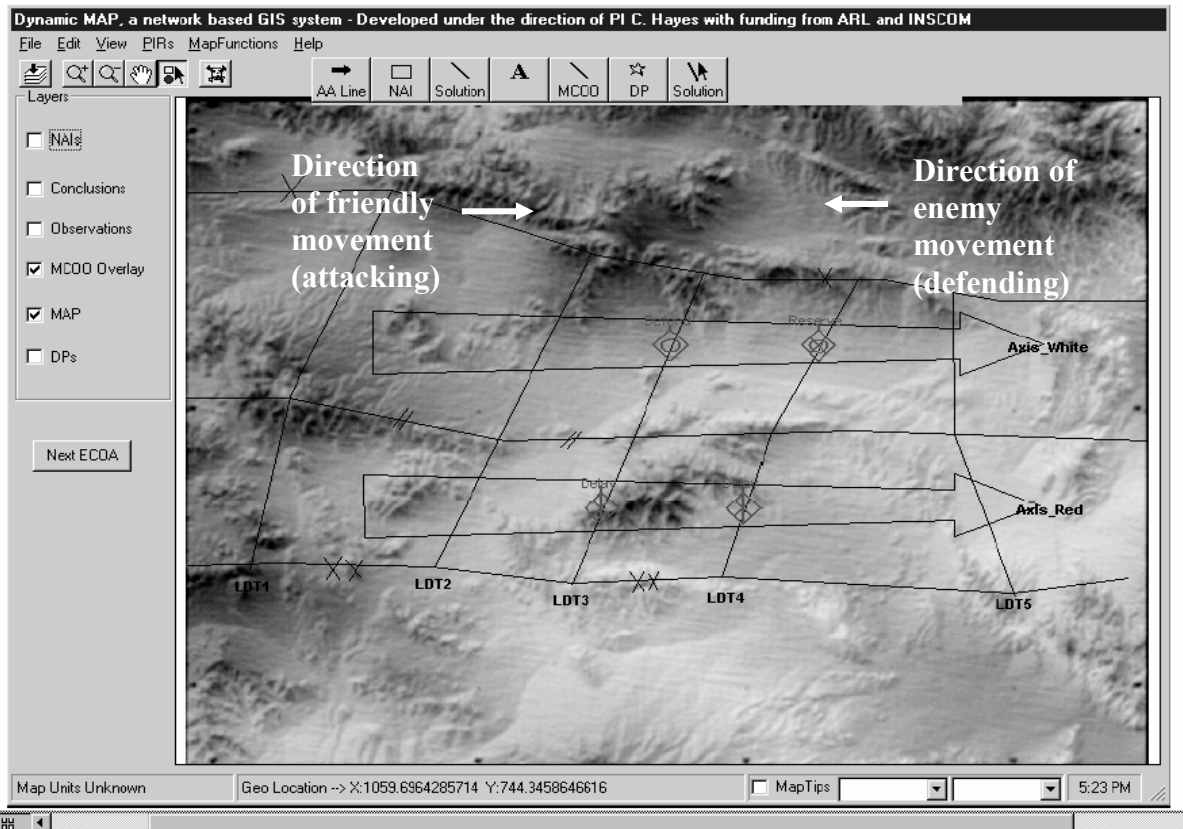 Dynamic MAP, a network based GIS system - Developed under the direction of PI C. Hayes with funding from ARL and INSCOM
File Edit View PIRs MapFunctions Help
AA Line NAI Solution A MCOO DP Solution
Layers
NAIs
Conclusions
Observations
MCOO Overlay
MAP
DPs
Next ECOA
Direction
of friendly
movement
(attacking)
Direction of
enemy
movement
(defending)
Defend
Reserve
Axis_White
Delay
Axis_Red
LDT1
LDT2
LDT3
LDT4
LDT5
Map Units Unknown
Geo Location --> X:1059.6964285714 Y:744.3458646616
MapTips
5:23 PM